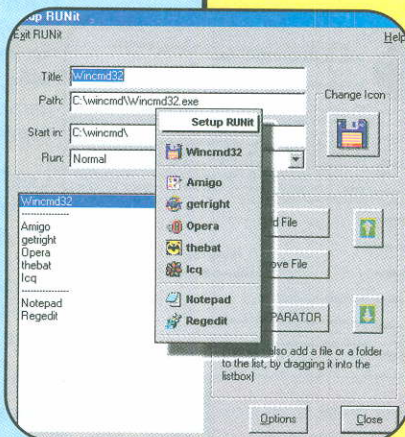 up RUNit
Exit RUNit
Help
Title: Wincmd32
Path: C:\wincmd\Wincmd32.exe
Start in: C:\wincmd\
Run: Normal
Change Icon
Setup RUNit
Wincmd32
Amigo
getright
Opera
thebat
Icq
Notepad
Regedit
Wincmd32
------------
Amigo
getright
Opera
thebat
Icq
------------
Notepad
Regedit
d File
ove File
PARATOR
also add a file or a folder
to the list, by dragging it into the
listbox)
Options
Close